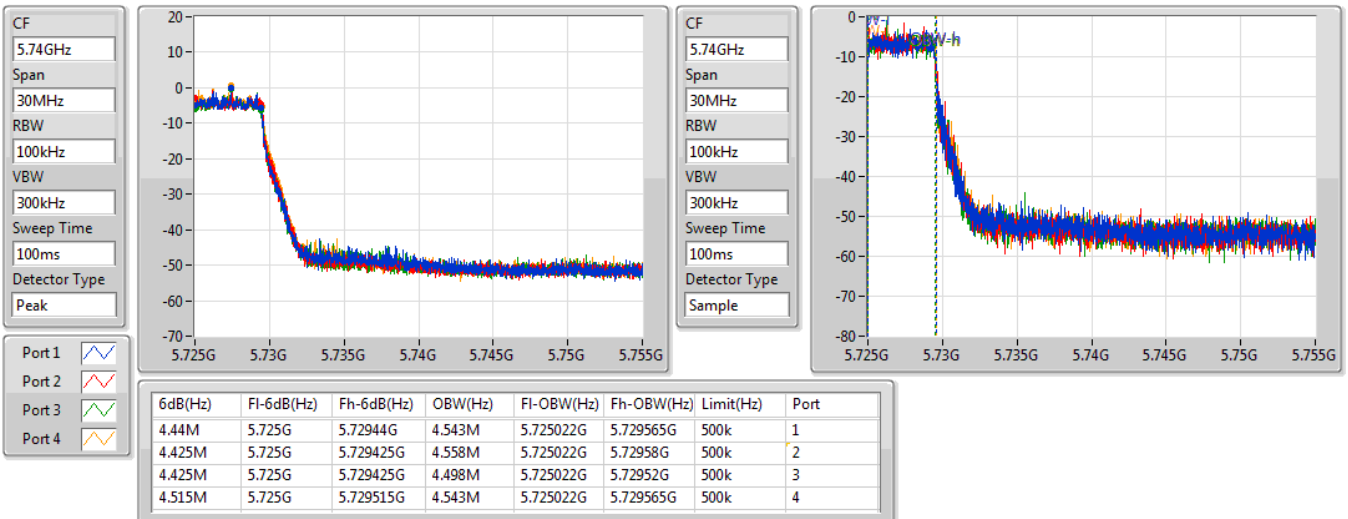 CF
5.74GHz
Span
30MHz
RBW
100kHz
VBW
300kHz
Sweep Time
100ms
Detector Type
Peak
20
10
0
-10
-20
-30
-40
-50
-60
-70
5.725G 5.73G 5.735G 5.74G 5.745G 5.75G 5.755G
CF
5.74GHz
Span
30MHz
RBW
100kHz
VBW
300kHz
Sweep Time
100ms
Detector Type
Sample
0
-10
-20
-30
-40
-50
-60
-70
-80
OBW-h
5.725G 5.73G 5.735G 5.74G 5.745G 5.75G 5.755G
Port 1
Port 2
Port 3
Port 4
6dB(Hz) Fl-6dB(Hz) Fh-6dB(Hz) OBW(Hz) Fl-OBW(Hz) Fh-OBW(Hz) Limit(Hz) Port
4.44M 5.725G 5.72944G 4.543M 5.725022G 5.729565G 500k 1
4.425M 5.725G 5.729425G 4.558M 5.725022G 5.72958G 500k 2
4.425M 5.725G 5.729425G 4.498M 5.725022G 5.72952G 500k 3
4.515M 5.725G 5.729515G 4.543M 5.725022G 5.729565G 500k 4